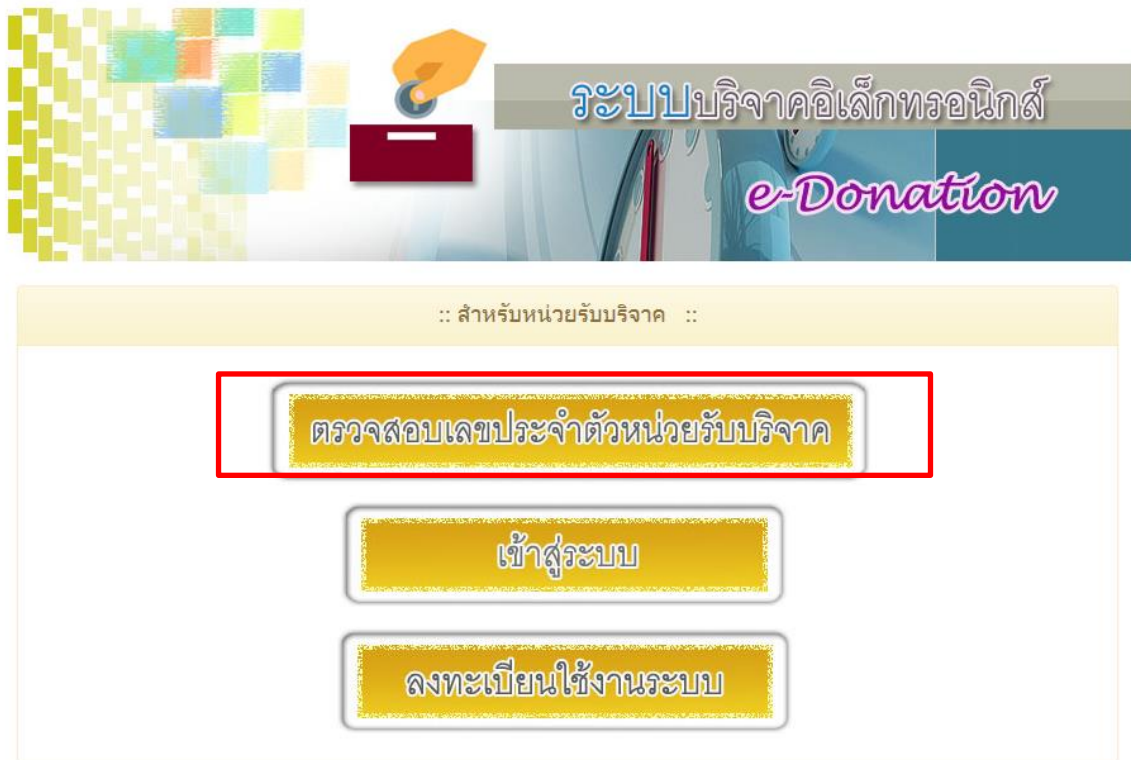 ระบบบริจาคอิเล็กทรอนิกส์
e-Donation
:: สำหรับหน่วยรับบริจาค ::
ตรวจสอบเลขประจำตัวหน่วยรับบริจาค
เข้าสู่ระบบ
ลงทะเบียนใช้งานระบบ